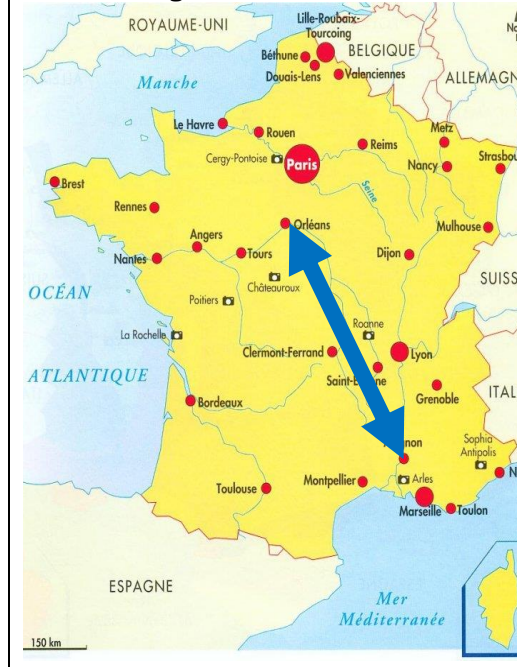 ROYAUME-UNI
Lille-Roubaix-
Tourcoing
BELGIQUE
Béthune
Douais-Lens
Valenciennes
ALLEMAGN
Manche
Le Havre
Rouen
Cergy-Pontoise
Paris
Reims
Metz
Nancy
Strasbou
Seine
Brest
Rennes
Orléans
Mulhouse
Angers
Nantes
Tours
Dijon
Châteauroux
SUISS
OCÉAN
Poitiers
La Rochelle
Roanne
Clermont-Ferrand
Lyon
ATLANTIQUE
Saint-E
nne
Grenoble
ITAL
Bordeaux
non
Sophia
Antipolis
Toulouse
Montpellier
Arles
N
Marseille
Toulon
ESPAGNE
Mer
Méditerranée
150 km